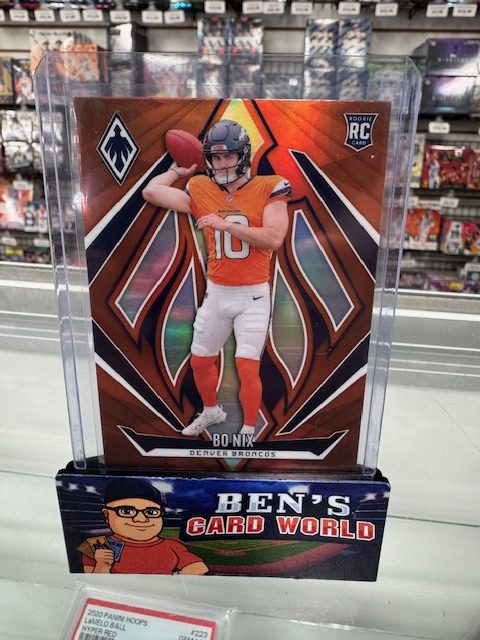 ROOKIE
RC
CARD
BRONCOS
10
BO NIX
DENVER BRONCOS
BEN'S
CARD WORLD
2020 PANINI HOOPS
LaMELO BALL
HYPER RED
#223